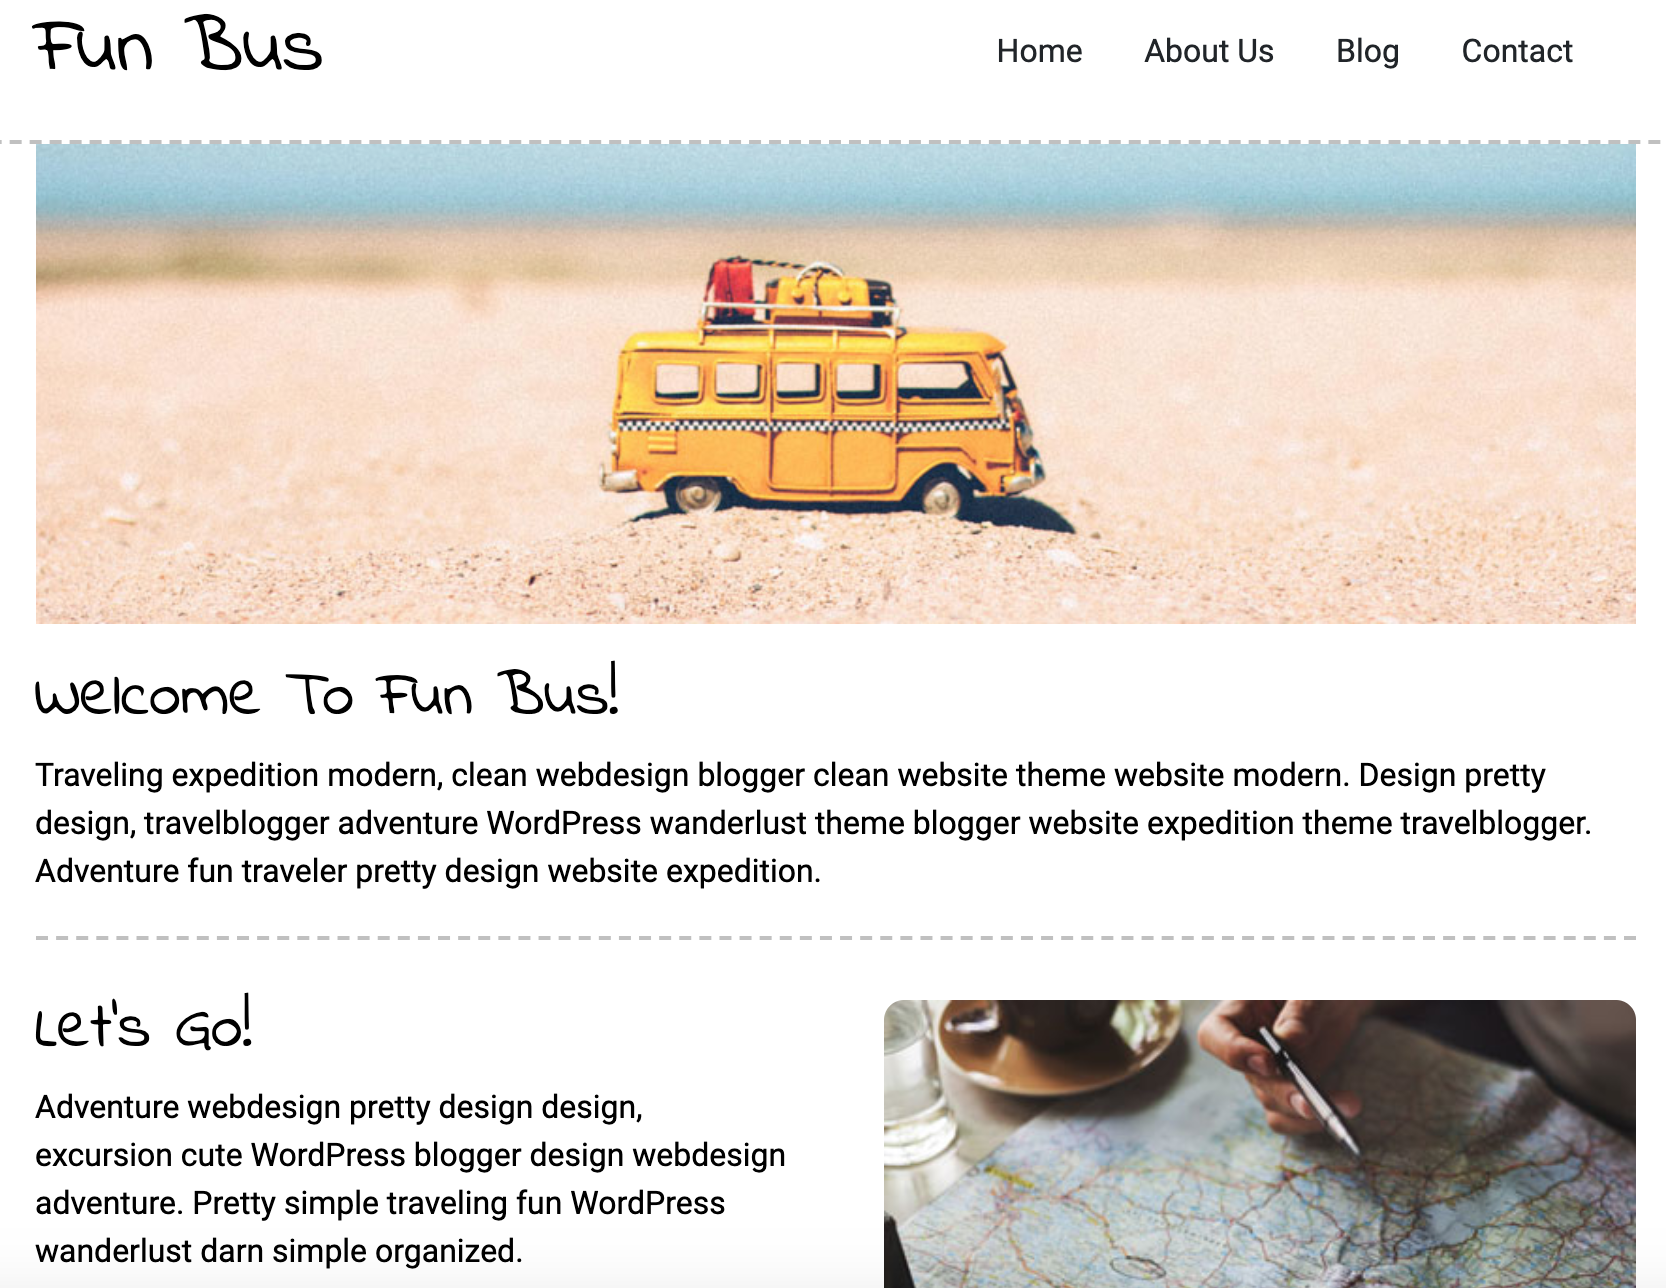 Fun Bus
Home About Us Blog Contact
Welcome To Fun Bus!
Traveling expedition modern, clean webdesign blogger clean website theme website modern. Design pretty
design, travelblogger adventure WordPress wanderlust theme blogger website expedition theme travelblogger.
Adventure fun traveler pretty design website expedition.
Let's Go!
Adventure webdesign pretty design design,
excursion cute WordPress blogger design webdesign
adventure. Pretty simple traveling fun WordPress
wanderlust darn simple organized.